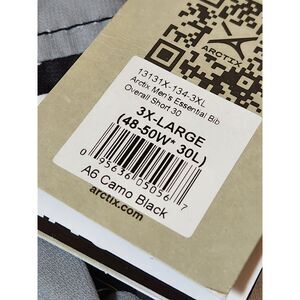 ARCTIX
13131X-134-3XL
Arctix Men's Essential Bib
Overall Short 30
3X-LARGE
(48-50W* 30L)
0 95636 05056 7
A6 Camo Black
arctix.com